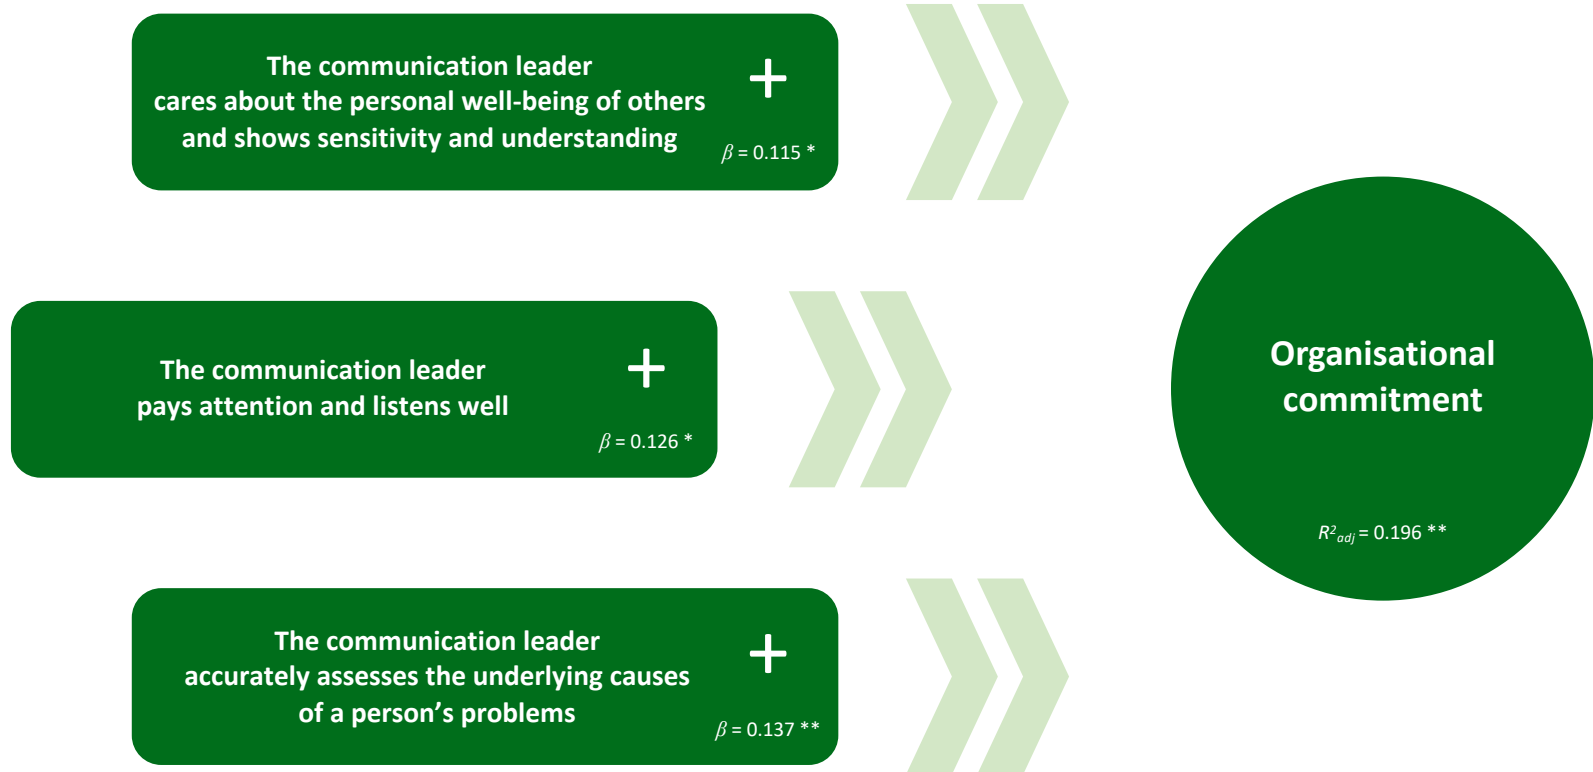 The communication leader
cares about the personal well-being of others
and shows sensitivity and understanding
+
β = 0.115 *
The communication leader
pays attention and listens well
+
β = 0.126 *
The communication leader
accurately assesses the underlying causes
of a person’s problems
+
β = 0.137 **
Organisational
commitment
R²adj = 0.196 **